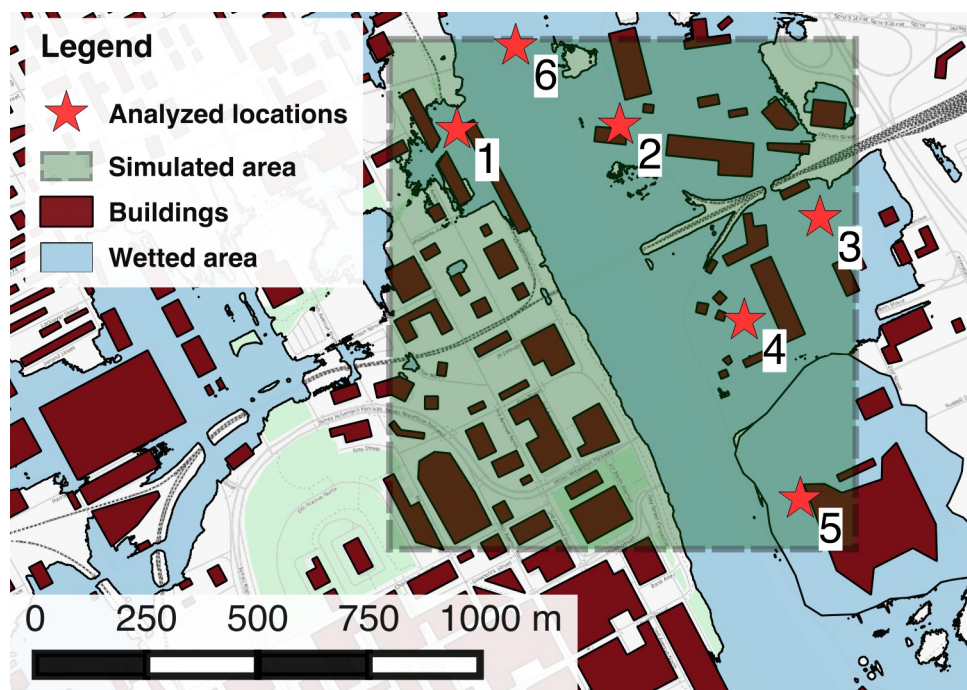 Legend
Analyzed locations
Simulated area
Buildings
Wetted area
6
1
2
3
4
5
0 250 500 750 1000 m